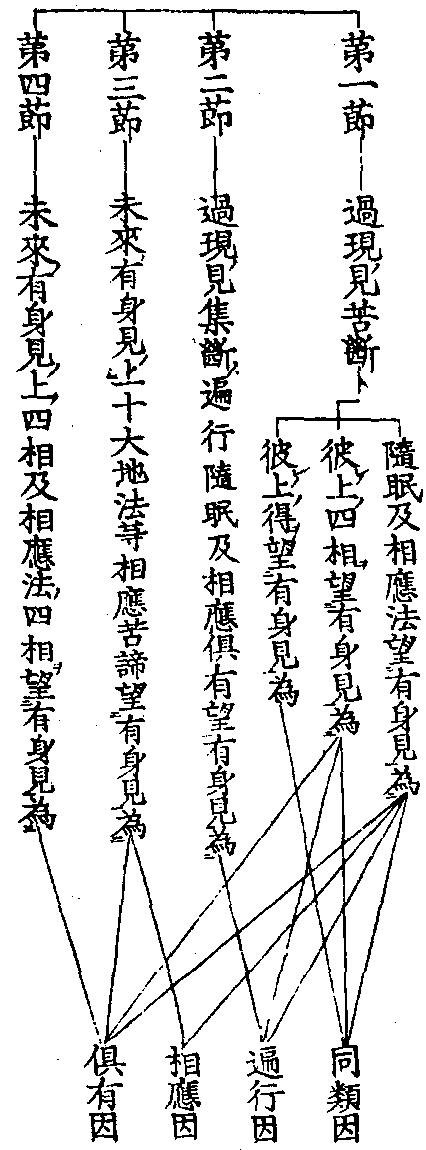 第一節
過現見苦斷
隨眠及相應法望有身見為
彼上四相望有身見為
彼上得望有身見為
第二節
過現見集斷遍行隨眠及相應俱有望有身見為
第三節
未來有身見上十大地法等相應苦諦望有身見為
第四節
未來有身見上四相及相應法四相望有身見為
同類因
遍行因
相應因
俱有因